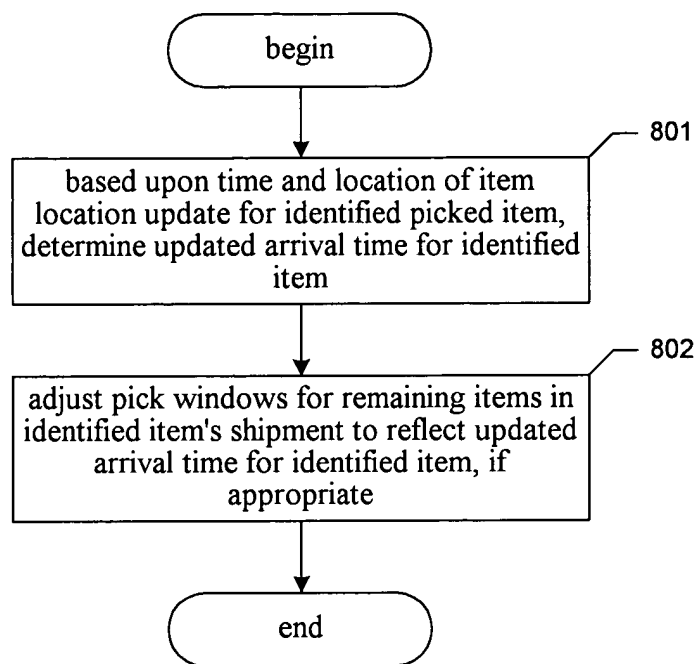 begin
801
based upon time and location of item
location update for identified picked item,
determine updated arrival time for identified
item
802
adjust pick windows for remaining items in
identified item's shipment to reflect updated
arrival time for identified item, if
appropriate
end